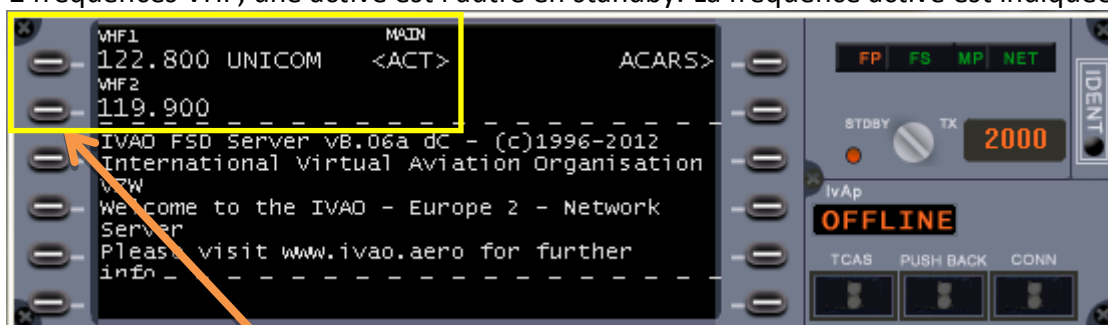 2 fréquences VHF, une active est l'autre en standby. La fréquence active est indiquée
VHF1 MAIN
122.800 UNICOM <ACT> ACARS>
VHF2
119.900
IVAO FSD Server vB.06a dC - (c)1996-2012
International Virtual Aviation Organisation
VZW
Welcome to the IVAO - Europe 2 - Network
Server
Please visit www.ivao.aero for further
info
FP FS MP NET
IDENT
STDBY TX 2000
IvAp
OFFLINE
TCAS PUSH BACK CONN